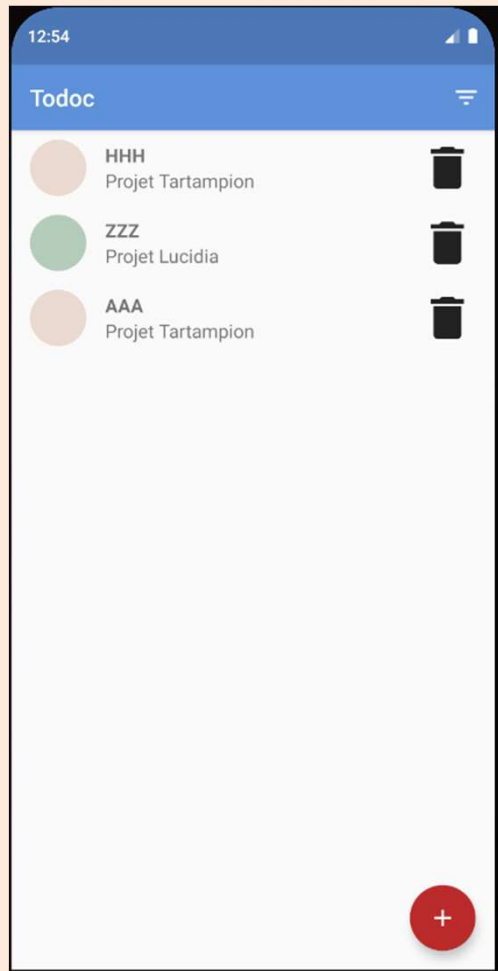 12:54
Todoc
HHH
Projet Tartampion
ZZZ
Projet Lucidia
AAA
Projet Tartampion